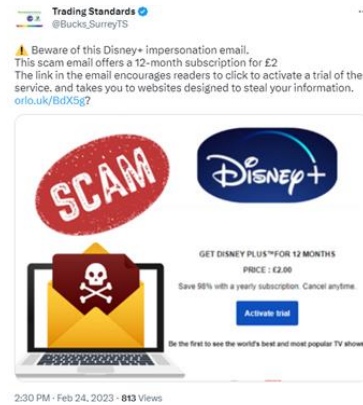 Trading Standards
@Bucks_SurreyTS
Beware of this Disney+ impersonation email.
This scam email offers a 12-month subscription for £2
The link in the email encourages readers to click to activate a trial of the
service, and takes you to websites designed to steal your information.
orlo.uk/BdX5g?
SCAM
Disney+
GET DISNEY PLUS™FOR 12 MONTHS
PRICE : £2.00
Save 98% with a yearly subscription. Cancel anytime.
Activate trial
Be the first to see the world's best and most popular TV shows
2:30 PM · Feb 24, 2023 · 813 Views